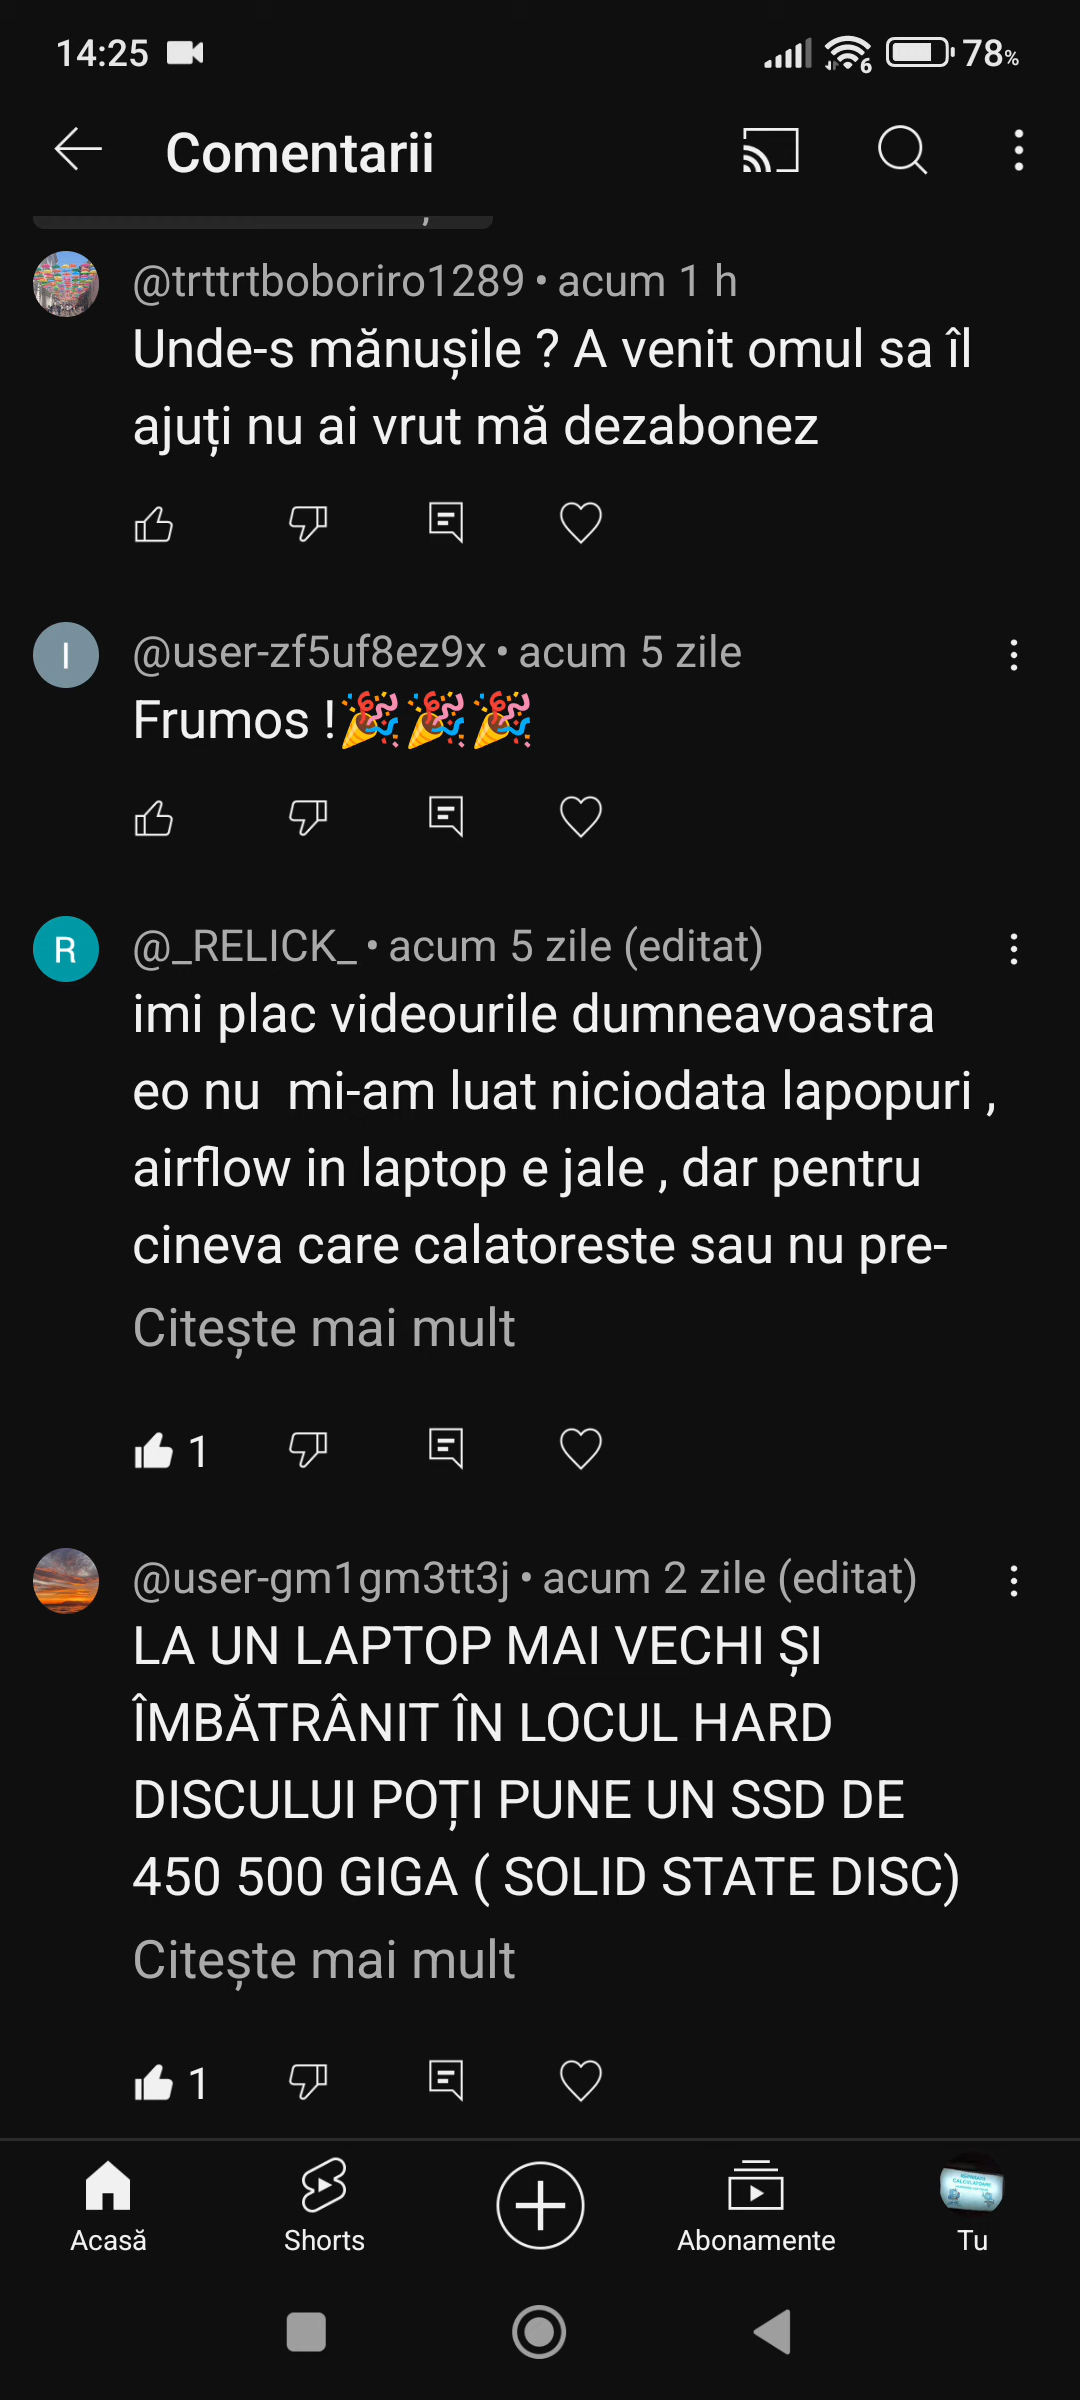 14:25 6 78%
Comentarii
@trttrtboboriro1289 • acum 1 h
Unde-s mănușile ? A venit omul sa îl
ajuți nu ai vrut mă dezabonez
I @user-zf5uf8ez9x • acum 5 zile
Frumos !🎉🎉🎉
R @_RELICK_ • acum 5 zile (editat)
imi plac videourile dumneavoastra
eo nu  mi-am luat niciodata lapopuri ,
airflow in laptop e jale , dar pentru
cineva care calatoreste sau nu pre-
Citește mai mult
1
@user-gm1gm3tt3j • acum 2 zile (editat)
LA UN LAPTOP MAI VECHI ȘI
ÎMBĂTRÂNIT ÎN LOCUL HARD
DISCULUI POȚI PUNE UN SSD DE
450 500 GIGA ( SOLID STATE DISC)
Citește mai mult
1
Acasă Shorts Abonamente Tu